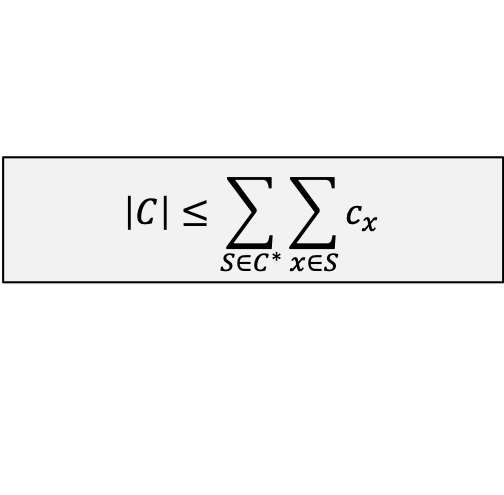 |C| ≤ ∑_{S∈C*} ∑_{x∈S} c_x